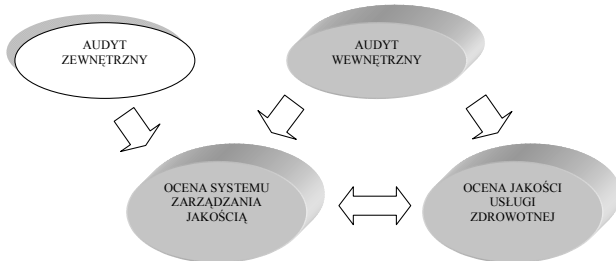 AUDYT
ZEWNĘTRZNY
AUDYT
WEWNĘTRZNY
OCENA SYSTEMU
ZARZĄDZANIA
JAKOŚCIĄ
OCENA JAKOŚCI
USŁUGI
ZDROWOTNEJ